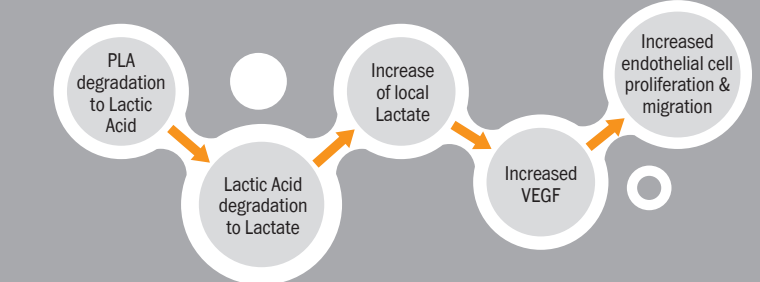 PLA
degradation
to Lactic
Acid
Lactic Acid
degradation
to Lactate
Increase
of local
Lactate
Increased
VEGF
Increased
endothelial cell
proliferation &
migration